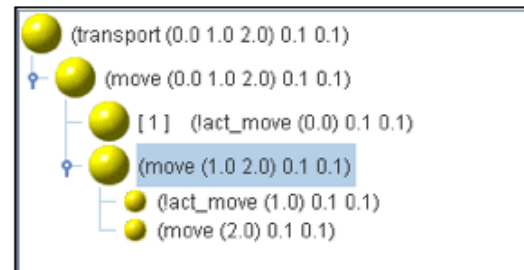 (transport (0.0 1.0 2.0) 0.1 0.1)
(move (0.0 1.0 2.0) 0.1 0.1)
[ 1 ] (!act_move (0.0) 0.1 0.1)
(move (1.0 2.0) 0.1 0.1)
(!act_move (1.0) 0.1 0.1)
(move (2.0) 0.1 0.1)